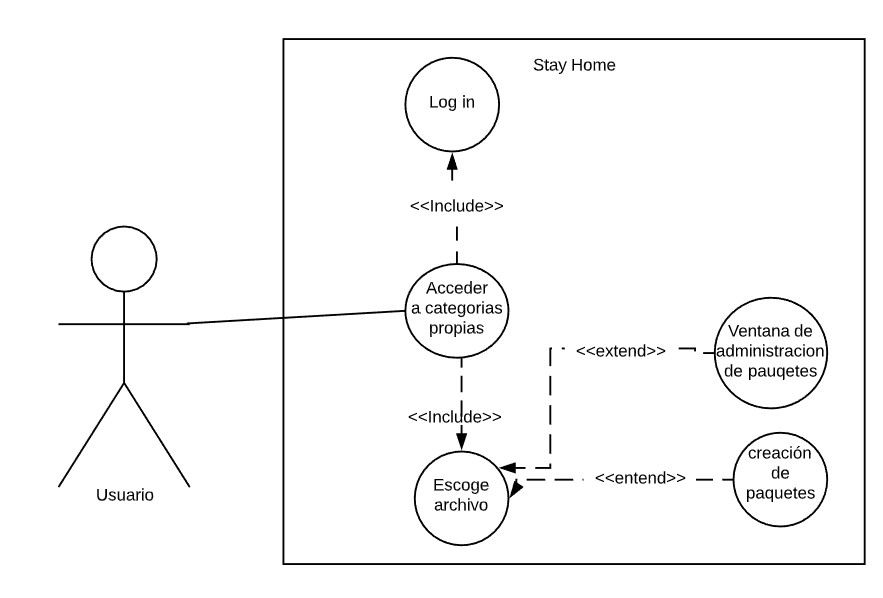 Stay Home
Log in
<<Include>>
Acceder
a categorias
propias
Ventana de
administracion
de pauqetes
<<extend>>
<<Include>>
creación
de
paquetes
<<entend>>
Escoge
archivo
Usuario